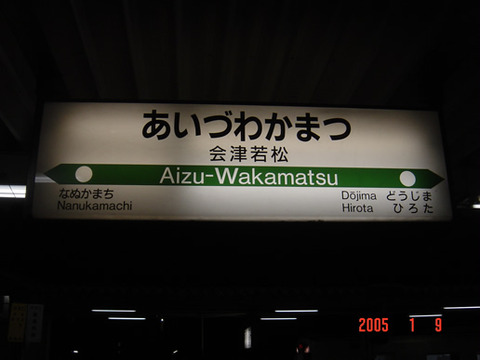 あいづわかまつ
会津若松
Aizu-Wakamatsu
なぬかまち
Nanukamachi
Dōjima どうじま
Hirota ひろた
2005 1 9